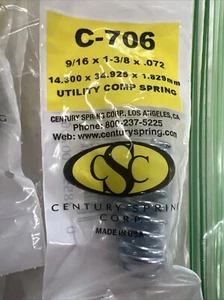 C-706
9/16 x 1-3/8 x .072
14.300 x 34.925 x 1.829mm
UTILITY COMP SPRING
CENTURY SPRING CORP., LOS ANGELES, CA
Phone: 800-237-5225
Web: www.centuryspring.com
CSC
CENTURY SPRING
CORP.
MADE IN USA